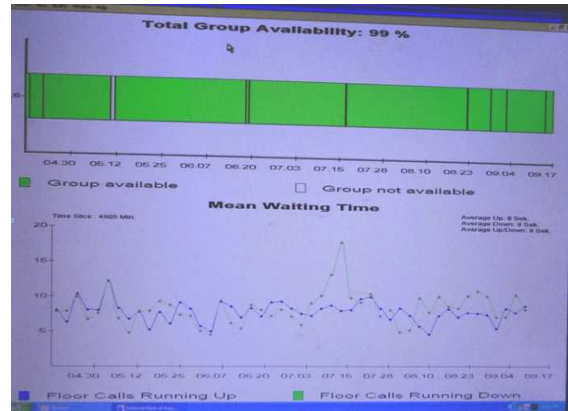 Total Group Availability: 99 %
04.30 05.12 05.25 06.07 06.20 07.03 07.15 07.28 08.10 08.23 09.04 09.17
Group available
Group not available
Mean Waiting Time
Time Slice : 4605 Min.
Average Up: 8 Sek.
Average Down: 9 Sek.
Average Up/Down: 9 Sek.
20
15
10
5
04.30 05.12 05.25 06.07 06.20 07.03 07.15 07.28 08.10 08.23 09.04 09.17
Floor Calls Running Up
Floor Calls Running Down